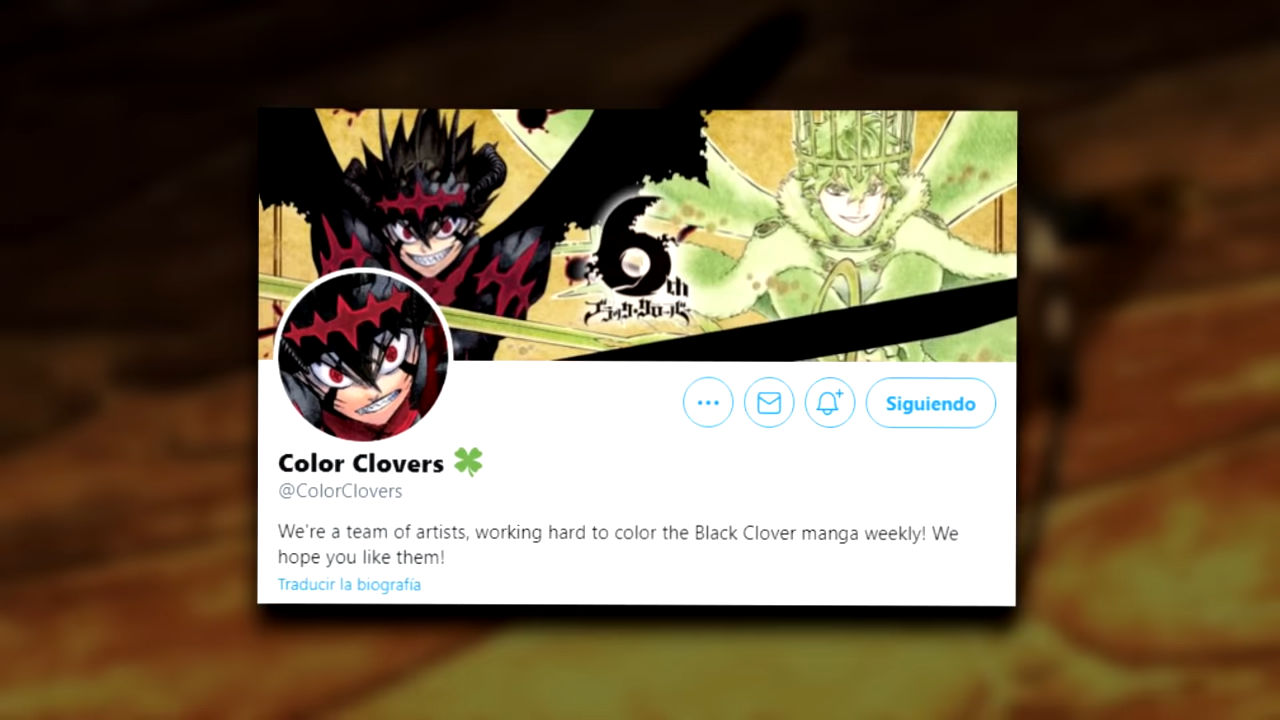 6th
ブラッククローバー
Siguiendo
Color Clovers 🍀
@ColorClovers
We're a team of artists, working hard to color the Black Clover manga weekly! We
hope you like them!
Traducir la biografía